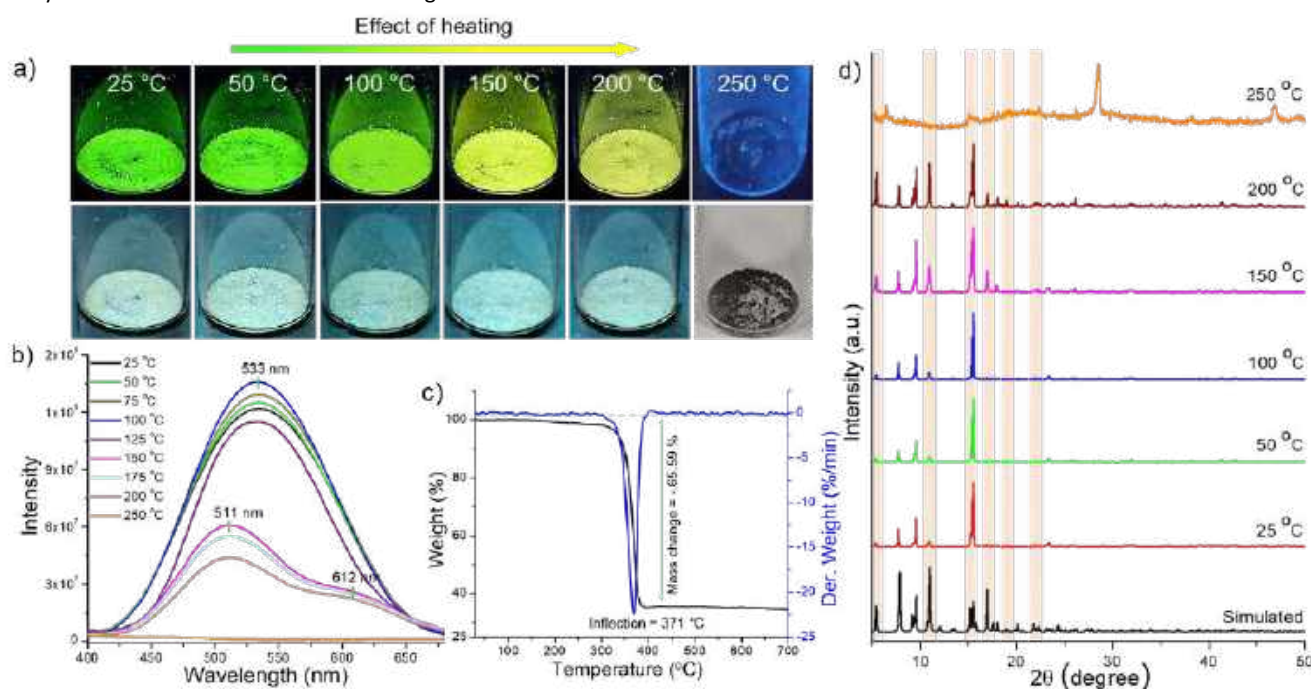 Effect of heating
a)
25 °C 50 °C 100 °C 150 °C 200 °C 250 °C
b)
Intensity
0
25 °C
50 °C
75 °C
100 °C
125 °C
150 °C
175 °C
200 °C
250 °C
533 nm
511 nm
612 nm
400 450 500 550 600 650
Wavelength (nm)
c)
Weight (%)
100
80
60
40
25
Mass change = -65.59 %
Inflection = 371 °C
0
-5
-10
-15
-20
-25
Der. Weight (%/min)
100 200 300 400 500 600 700
Temperature (°C)
d)
Intensity (a.u.)
250 °C
200 °C
150 °C
100 °C
50 °C
25 °C
Simulated
10 20 30 40 50
2θ (degree)